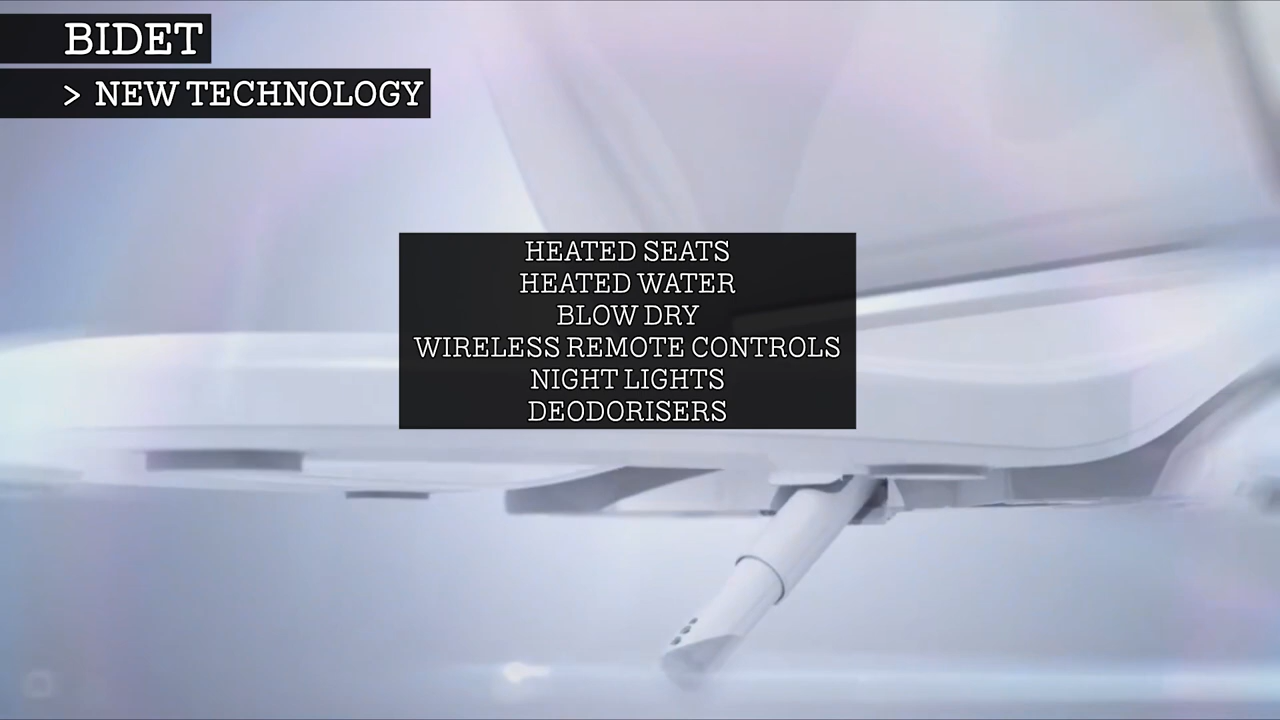 BIDET
> NEW TECHNOLOGY
HEATED SEATS
HEATED WATER
BLOW DRY
WIRELESS REMOTE CONTROLS
NIGHT LIGHTS
DEODORISERS